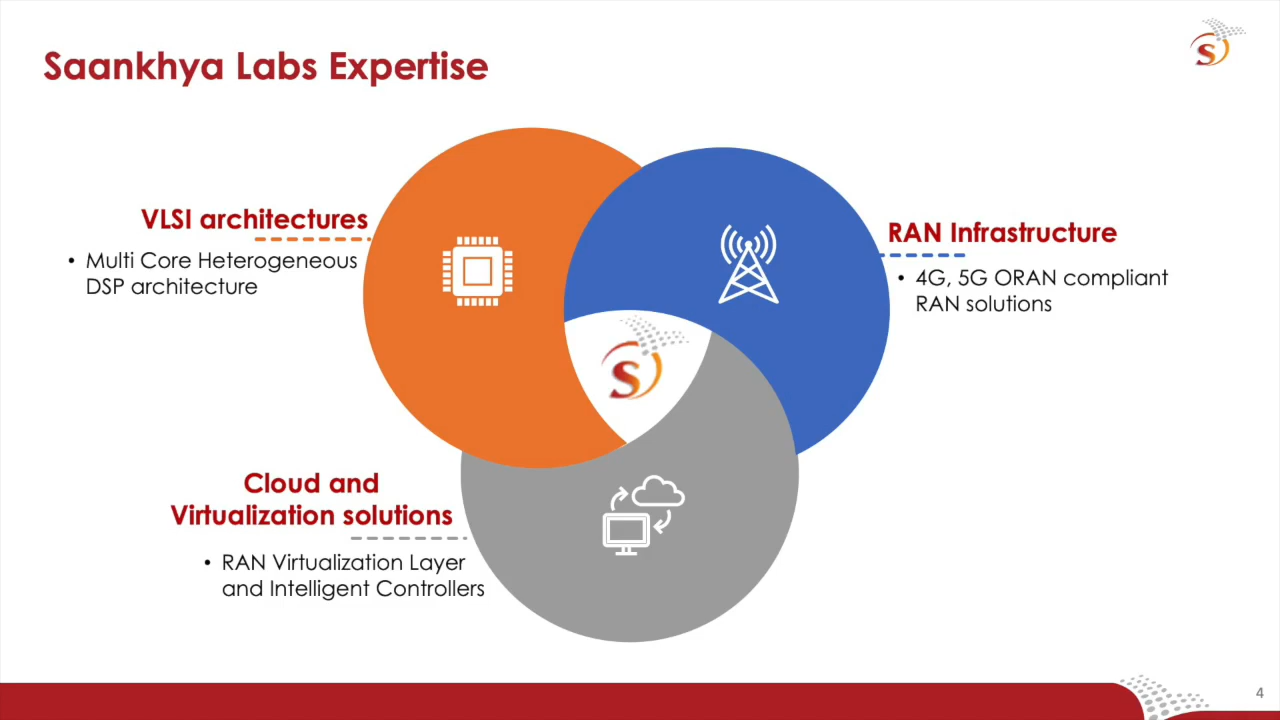 Saankhya Labs Expertise
VLSI architectures
• Multi Core Heterogeneous
DSP architecture
RAN Infrastructure
• 4G, 5G ORAN compliant
RAN solutions
Cloud and
Virtualization solutions
• RAN Virtualization Layer
and Intelligent Controllers
S
S
4